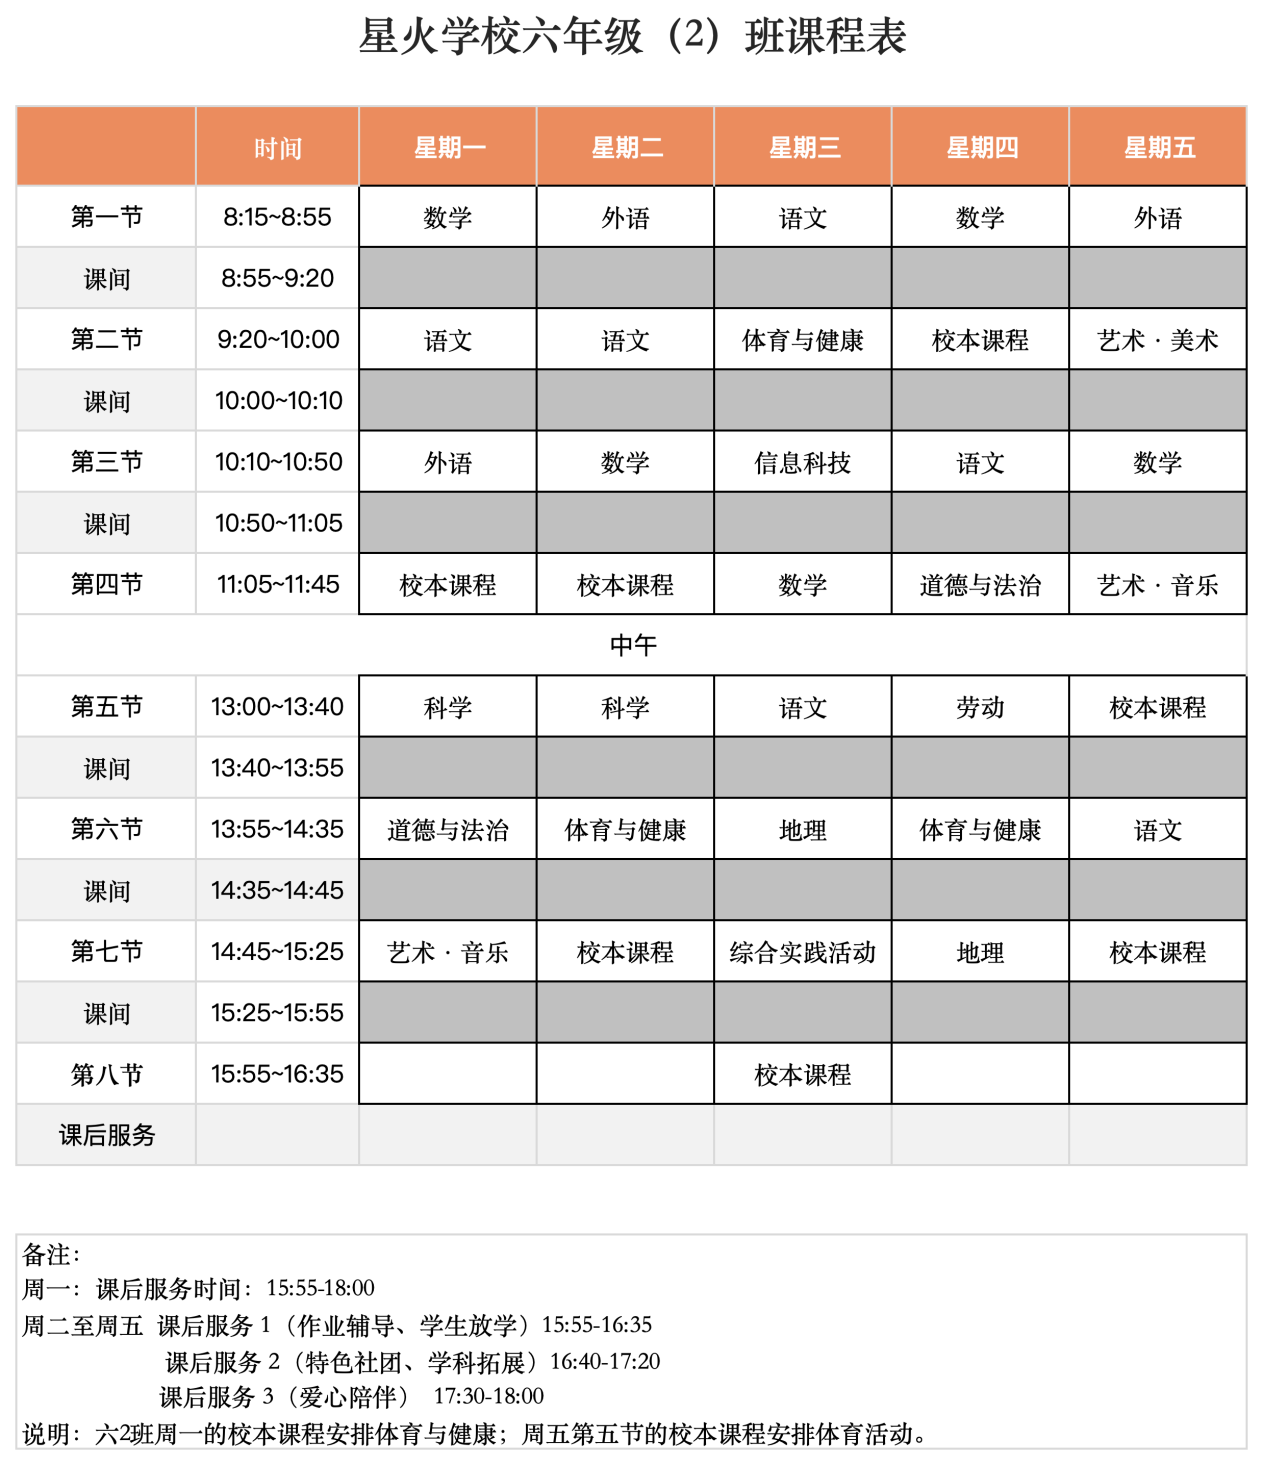 星火学校六年级（2）班课程表
时间 星期一 星期二 星期三 星期四 星期五
第一节 8:15~8:55 数学 外语 语文 数学 外语
课间 8:55~9:20
第二节 9:20~10:00 语文 语文 体育与健康 校本课程 艺术·美术
课间 10:00~10:10
第三节 10:10~10:50 外语 数学 信息科技 语文 数学
课间 10:50~11:05
第四节 11:05~11:45 校本课程 校本课程 数学 道德与法治 艺术·音乐
中午
第五节 13:00~13:40 科学 科学 语文 劳动 校本课程
课间 13:40~13:55
第六节 13:55~14:35 道德与法治 体育与健康 地理 体育与健康 语文
课间 14:35~14:45
第七节 14:45~15:25 艺术·音乐 校本课程 综合实践活动 地理 校本课程
课间 15:25~15:55
第八节 15:55~16:35 校本课程
课后服务
备注：
周一：课后服务时间：15:55-18:00
周二至周五 课后服务 1（作业辅导、学生放学）15:55-16:35
课后服务 2（特色社团、学科拓展）16:40-17:20
课后服务 3（爱心陪伴） 17:30-18:00
说明：六2班周一的校本课程安排体育与健康；周五第五节的校本课程安排体育活动。